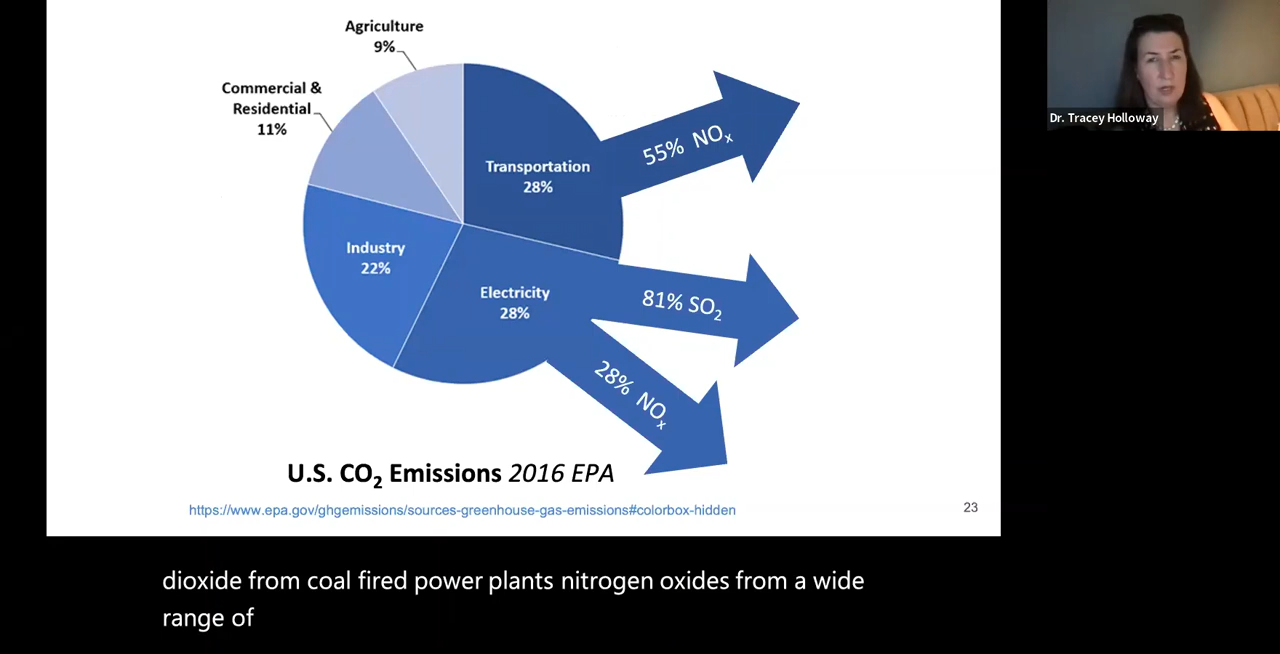 Agriculture
9%
Commercial &
Residential
11%
Transportation
28%
55% NOₓ
Industry
22%
Electricity
28%
81% SO₂
28% NOₓ
U.S. CO₂ Emissions 2016 EPA
https://www.epa.gov/ghgemissions/sources-greenhouse-gas-emissions#colorbox-hidden
23
Dr. Tracey Holloway
dioxide from coal fired power plants nitrogen oxides from a wide
range of